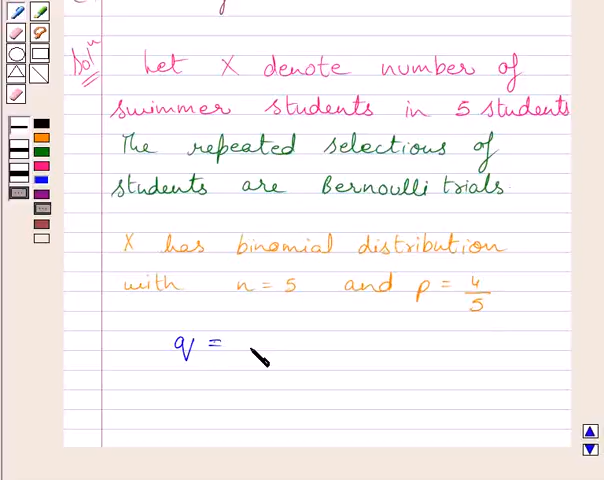 Solⁿ
Let X denote number of
swimmer students in 5 students
The repeated selections of
students are Bernoulli trials.
X has binomial distribution
with n = 5 and p = 4/5
q =